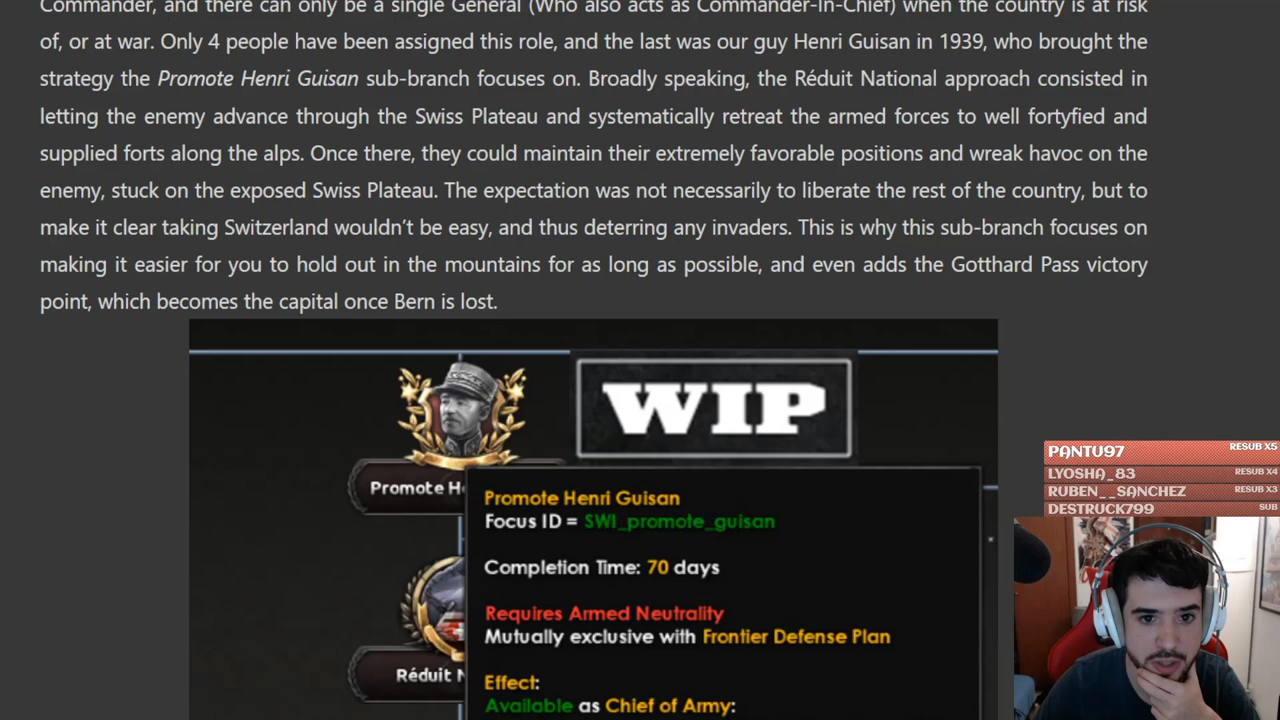 Commander, and there can only be a single General (Who also acts as Commander-In-Chief) when the country is at risk
of, or at war. Only 4 people have been assigned this role, and the last was our guy Henri Guisan in 1939, who brought the
strategy the Promote Henri Guisan sub-branch focuses on. Broadly speaking, the Réduit National approach consisted in
letting the enemy advance through the Swiss Plateau and systematically retreat the armed forces to well fortyfied and
supplied forts along the alps. Once there, they could maintain their extremely favorable positions and wreak havoc on the
enemy, stuck on the exposed Swiss Plateau. The expectation was not necessarily to liberate the rest of the country, but to
make it clear taking Switzerland wouldn't be easy, and thus deterring any invaders. This is why this sub-branch focuses on
making it easier for you to hold out in the mountains for as long as possible, and even adds the Gotthard Pass victory
point, which becomes the capital once Bern is lost.
WIP
Promote H
Promote Henri Guisan
Focus ID = SWI_promote_guisan
Completion Time: 70 days
Requires Armed Neutrality
Mutually exclusive with Frontier Defense Plan
Réduit N
Effect:
Available as Chief of Army:
PANTU97 RESUB X5
LYOSHA_83 RESUB X4
RUBEN__SANCHEZ RESUB X3
DESTRUCK799 SUB